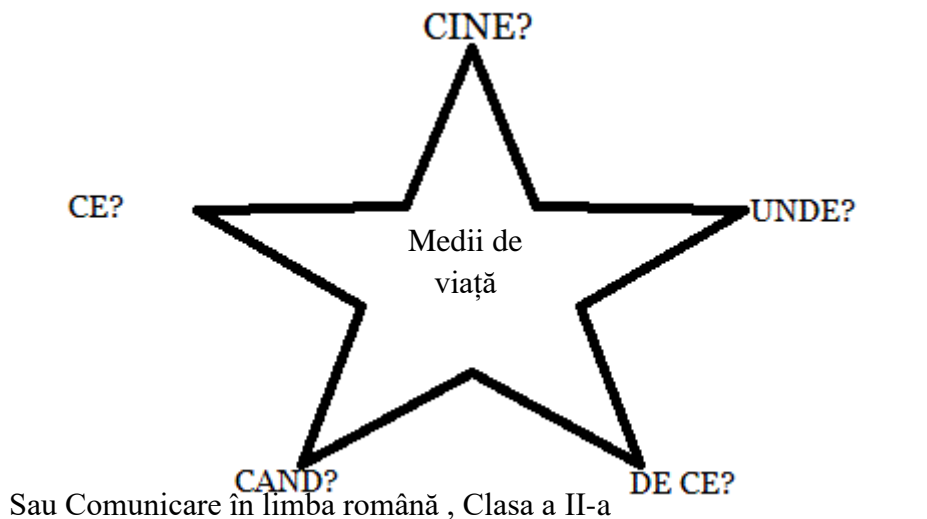 CINE?
CE?
UNDE?
Medii de
viață
CAND?
DE CE?
Sau Comunicare în limba română , Clasa a II-a